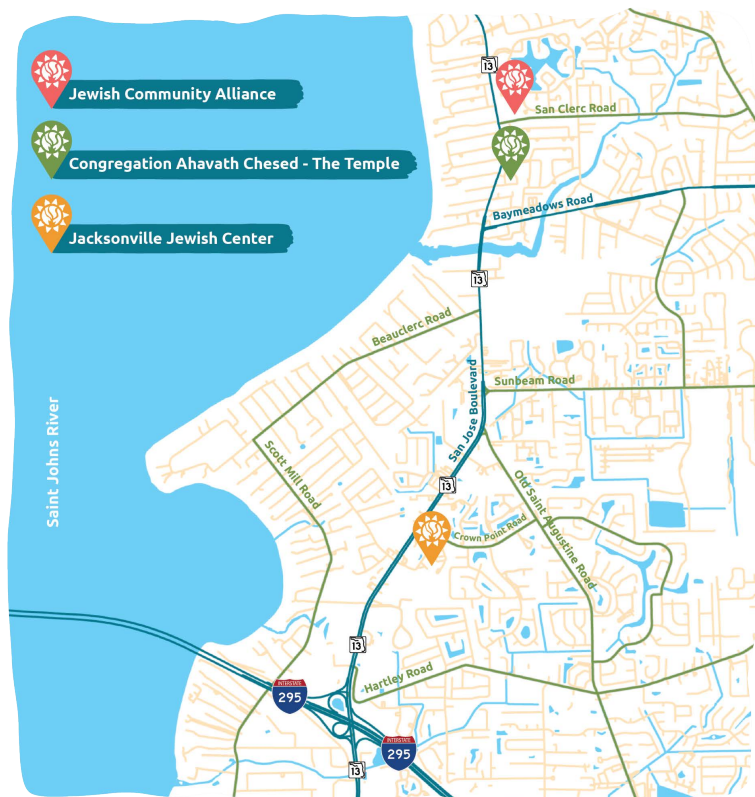 Jewish Community Alliance
Congregation Ahavath Chesed - The Temple
Jacksonville Jewish Center
Saint Johns River
13
San Clerc Road
Baymeadows Road
13
Beauclerc Road
Sunbeam Road
San Jose Boulevard
Scott Mill Road
13
Old Saint Augustine Road
Crown Point Road
13
Hartley Road
INTERSTATE
295
INTERSTATE
295
13